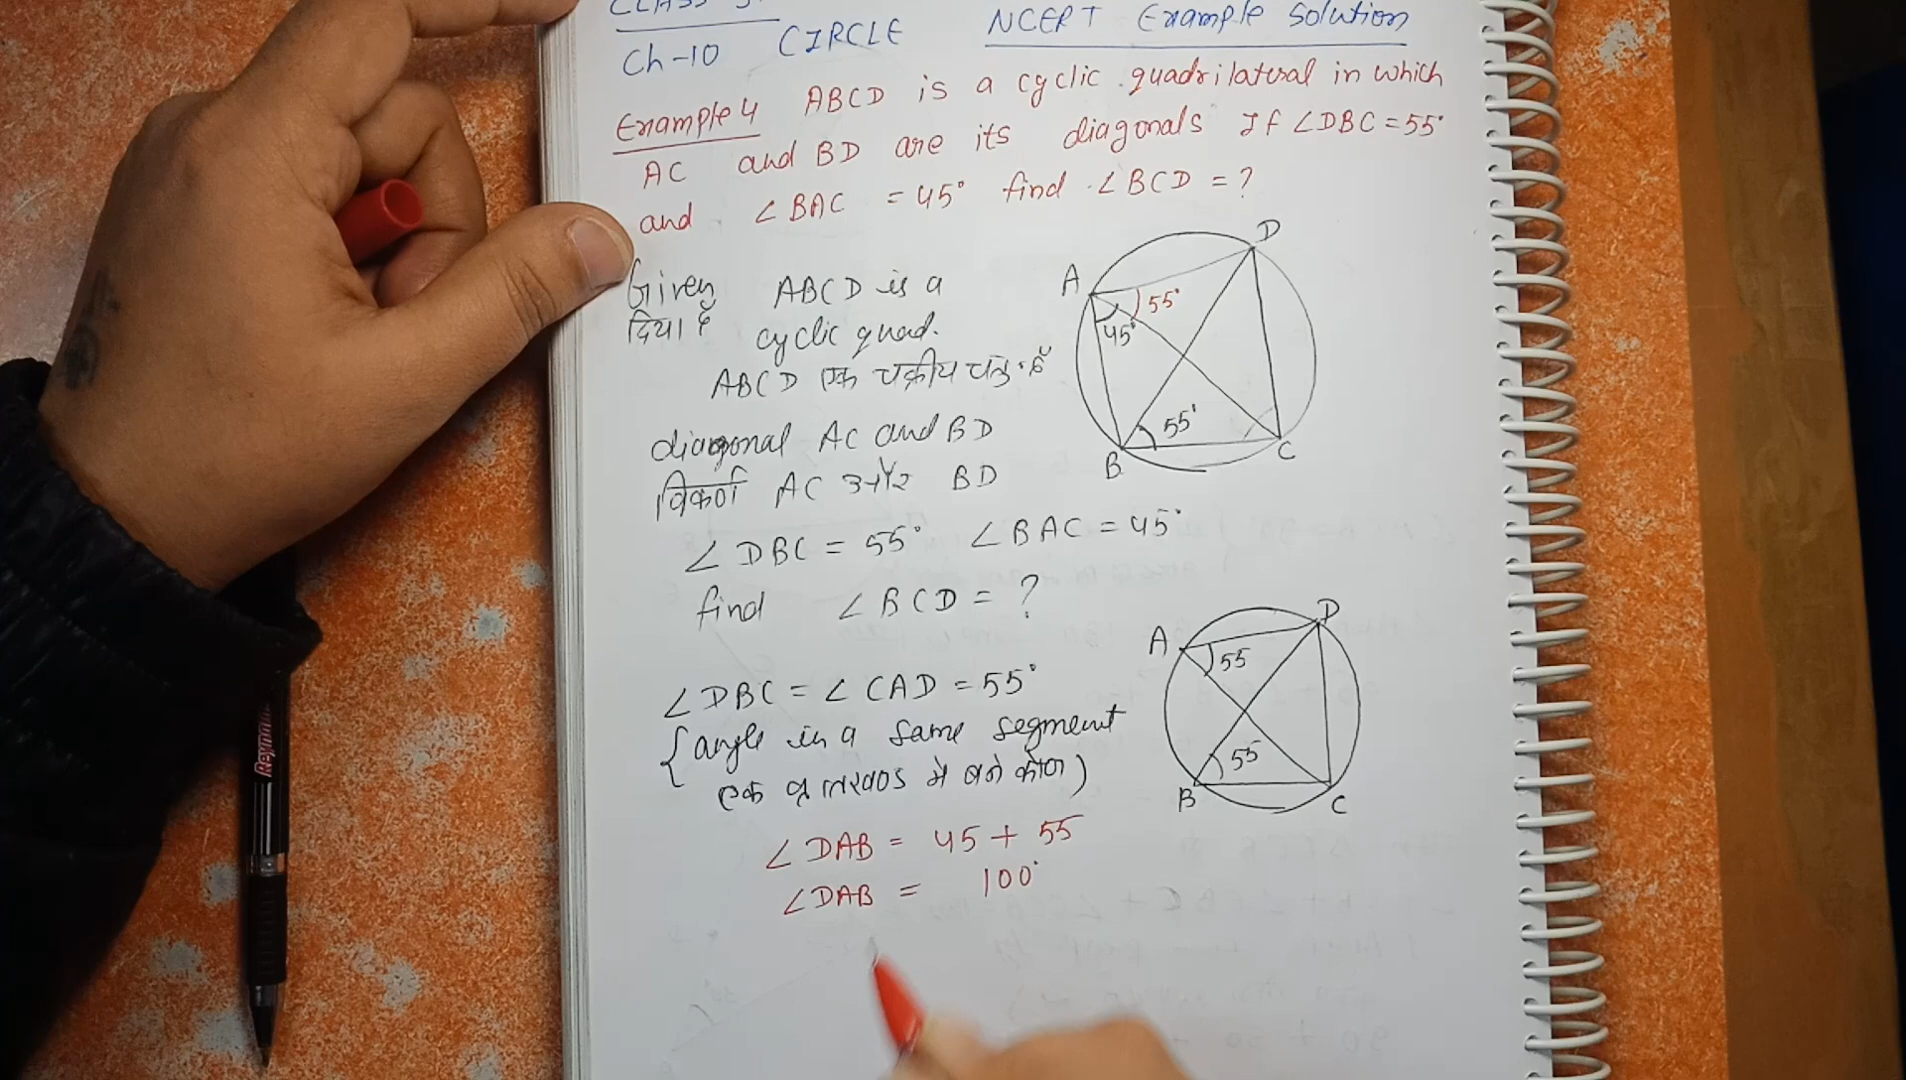 Ch-10 CIRCLE NCERT Example Solution
Example 4 ABCD is a cyclic quadrilateral in which
AC and BD are its diagonals If ∠DBC = 55°
and ∠BAC = 45° find ∠BCD = ?
Given ABCD is a
दिया है cyclic quad.
ABCD एक चक्रीय चतु. है
diagonal AC and BD
विकर्ण AC और BD
∠DBC = 55° ∠BAC = 45°
find ∠BCD = ?
A
D
55°
45°
55°
B
C
∠DBC = ∠CAD = 55°
{angle in a same segment
एक वृतखण्ड में बने कोण)
A
D
55
55
B
C
∠DAB = 45 + 55
∠DAB = 100°
Reynolds